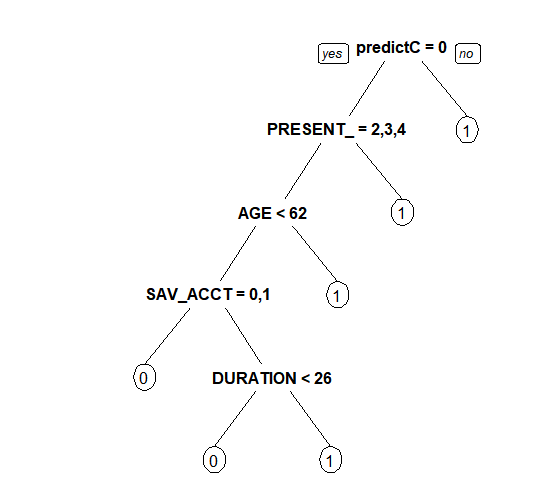 yes predictC = 0 no
PRESENT_ = 2,3,4 1
AGE < 62 1
SAV_ACCT = 0,1 1
0 DURATION < 26
0 1